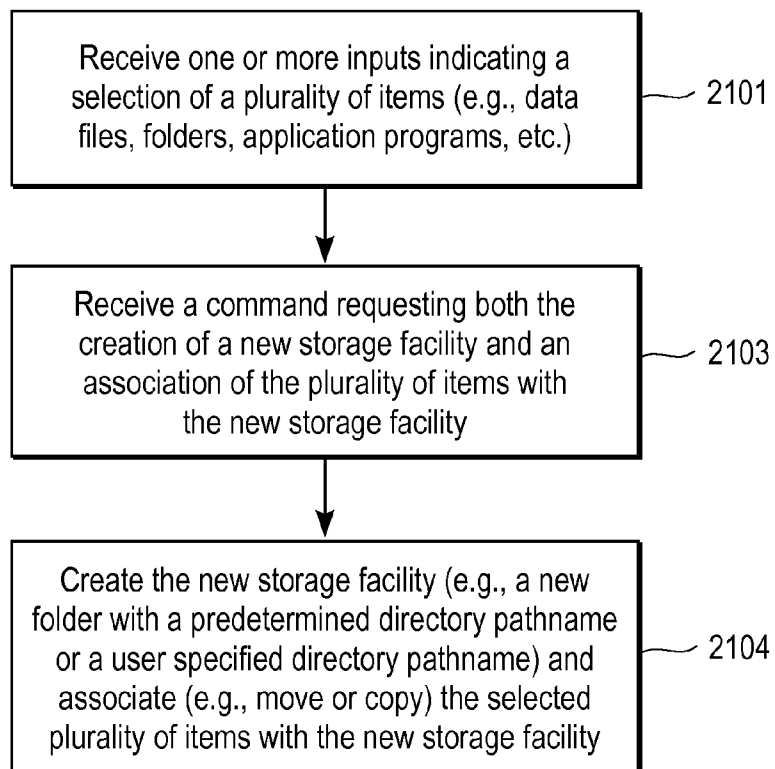 Receive one or more inputs indicating a
selection of a plurality of items (e.g., data
files, folders, application programs, etc.)
2101
Receive a command requesting both the
creation of a new storage facility and an
association of the plurality of items with
the new storage facility
2103
Create the new storage facility (e.g., a new
folder with a predetermined directory pathname
or a user specified directory pathname) and
associate (e.g., move or copy) the selected
plurality of items with the new storage facility
2104